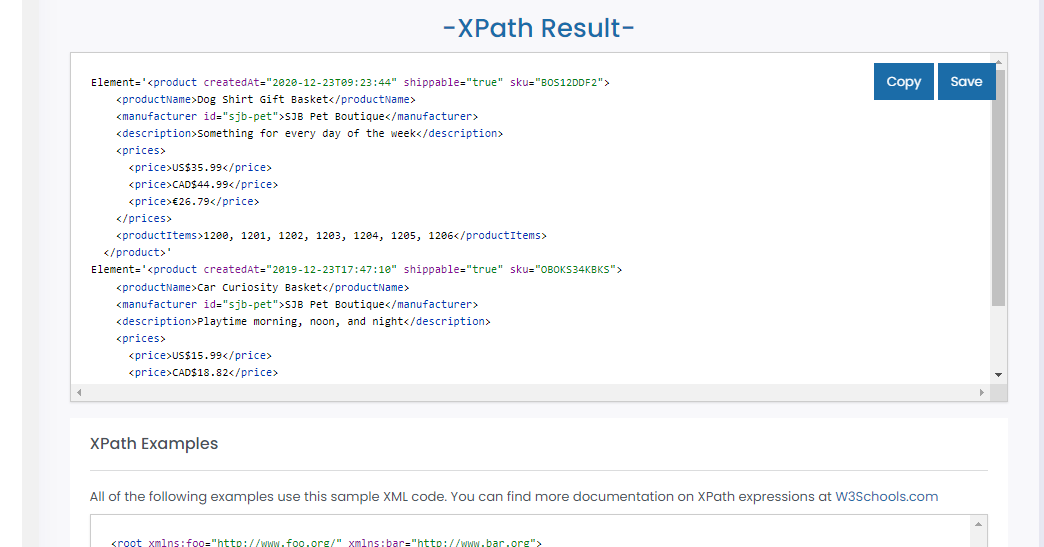 -XPath Result-
Copy
Save
Element='<product createdAt="2020-12-23T09:23:44" shippable="true" sku="BOS12DDF2">
<productName>Dog Shirt Gift Basket</productName>
<manufacturer id="sjb-pet">SJB Pet Boutique</manufacturer>
<description>Something for every day of the week</description>
<prices>
<price>US$35.99</price>
<price>CAD$44.99</price>
<price>€26.79</price>
</prices>
<productItems>1200, 1201, 1202, 1203, 1204, 1205, 1206</productItems>
</product>'
Element='<product createdAt="2019-12-23T17:47:10" shippable="true" sku="OBOKS34KBKS">
<productName>Car Curiosity Basket</productName>
<manufacturer id="sjb-pet">SJB Pet Boutique</manufacturer>
<description>Playtime morning, noon, and night</description>
<prices>
<price>US$15.99</price>
<price>CAD$18.82</price>
XPath Examples
All of the following examples use this sample XML code. You can find more documentation on XPath expressions at W3Schools.com
<root xmlns:foo="http://www.foo.org/" xmlns:bar="http://www.bar.org">